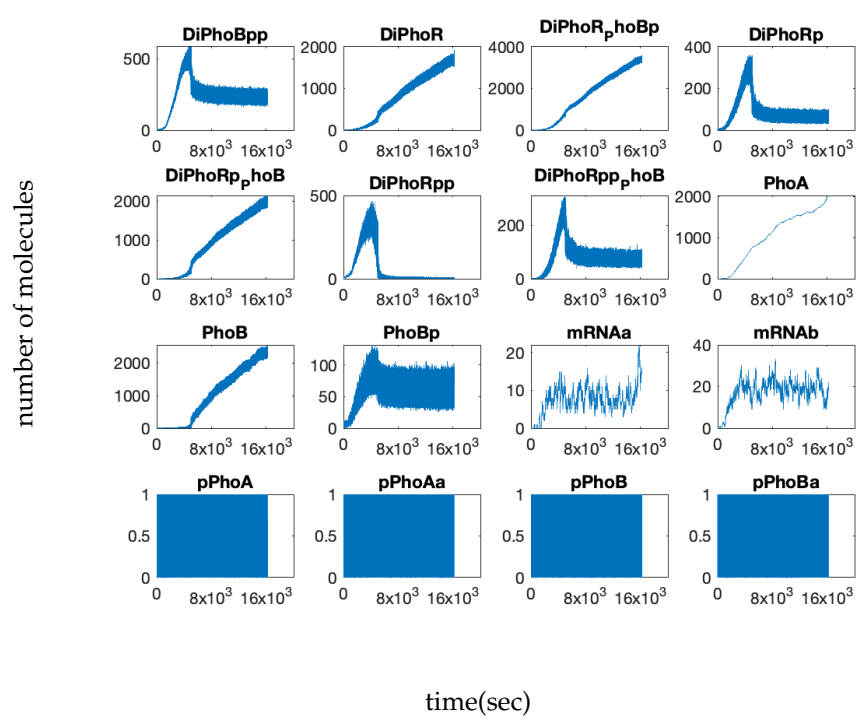 DiPhoBpp DiPhoR DiPhoR_PhoBp DiPhoRp
500 0 0 8x10³ 16x10³
2000 1000 0 0 8x10³ 16x10³
4000 2000 0 0 8x10³ 16x10³
400 200 0 0 8x10³ 16x10³
DiPhoRp_PhoB DiPhoRpp DiPhoRpp_PhoB PhoA
2000 1000 0 0 8x10³ 16x10³
500 0 0 8x10³ 16x10³
200 0 0 8x10³ 16x10³
2000 1000 0 0 8x10³ 16x10³
PhoB PhoBp mRNAa mRNAb
2000 1000 0 0 8x10³ 16x10³
100 50 0 0 8x10³ 16x10³
20 10 0 0 8x10³ 16x10³
40 20 0 0 8x10³ 16x10³
pPhoA pPhoAa pPhoB pPhoBa
1 0.5 0 0 8x10³ 16x10³
1 0.5 0 0 8x10³ 16x10³
1 0.5 0 0 8x10³ 16x10³
1 0.5 0 0 8x10³ 16x10³
number of molecules
time(sec)